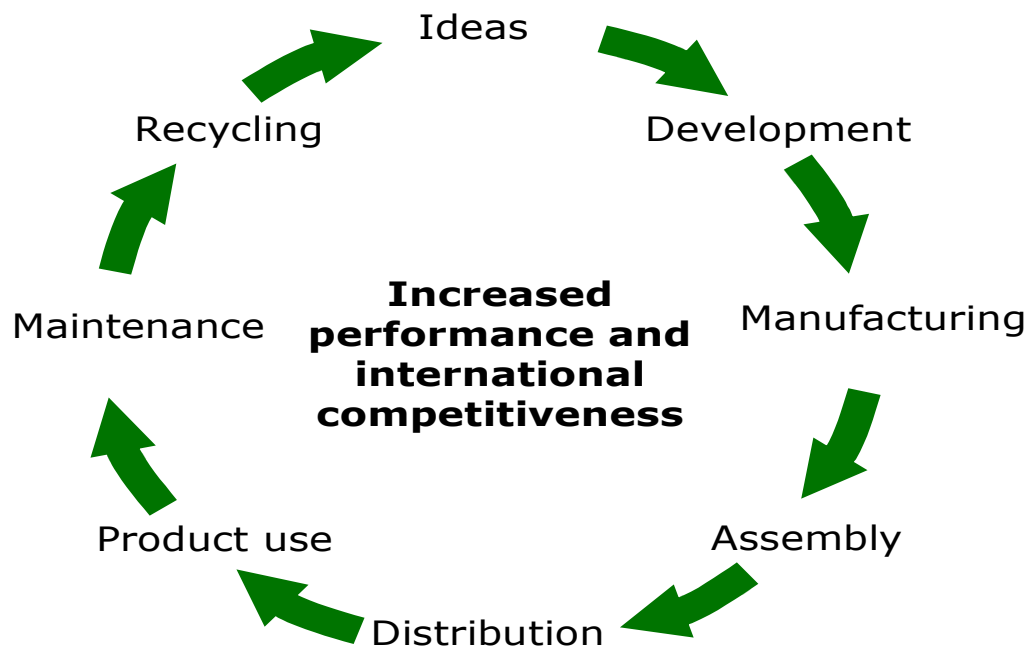 Ideas
Development
Manufacturing
Assembly
Distribution
Product use
Maintenance
Recycling
Increased
performance and
international
competitiveness